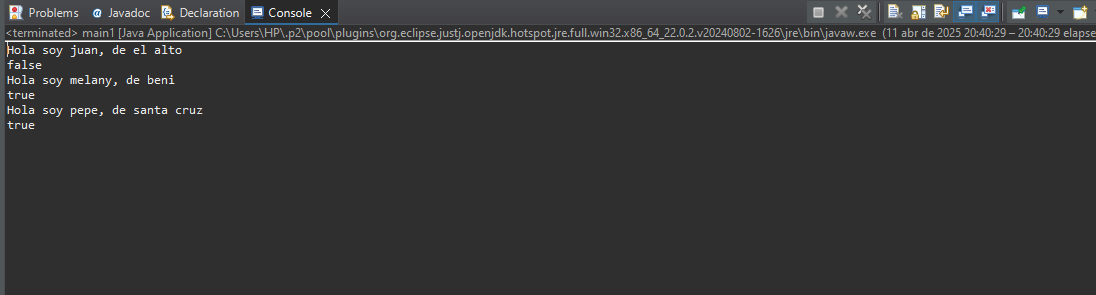 Problems Javadoc Declaration Console
<terminated> main1 [Java Application] C:\Users\HP\.p2\pool\plugins\org.eclipse.justj.openjdk.hotspot.jre.full.win32.x86_64_22.0.2.v20240802-1626\jre\bin\javaw.exe (11 abr de 2025 20:40:29 – 20:40:29 elapse
Hola soy juan, de el alto
false
Hola soy melany, de beni
true
Hola soy pepe, de santa cruz
true